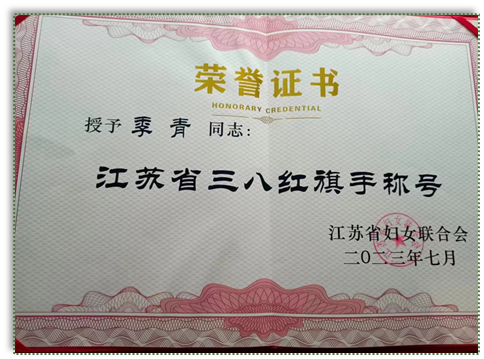 荣誉证书
HONORARY CREDENTIAL
授予 季青 同志:
江苏省三八红旗手称号
江苏省妇女联合会
二〇二三年七月